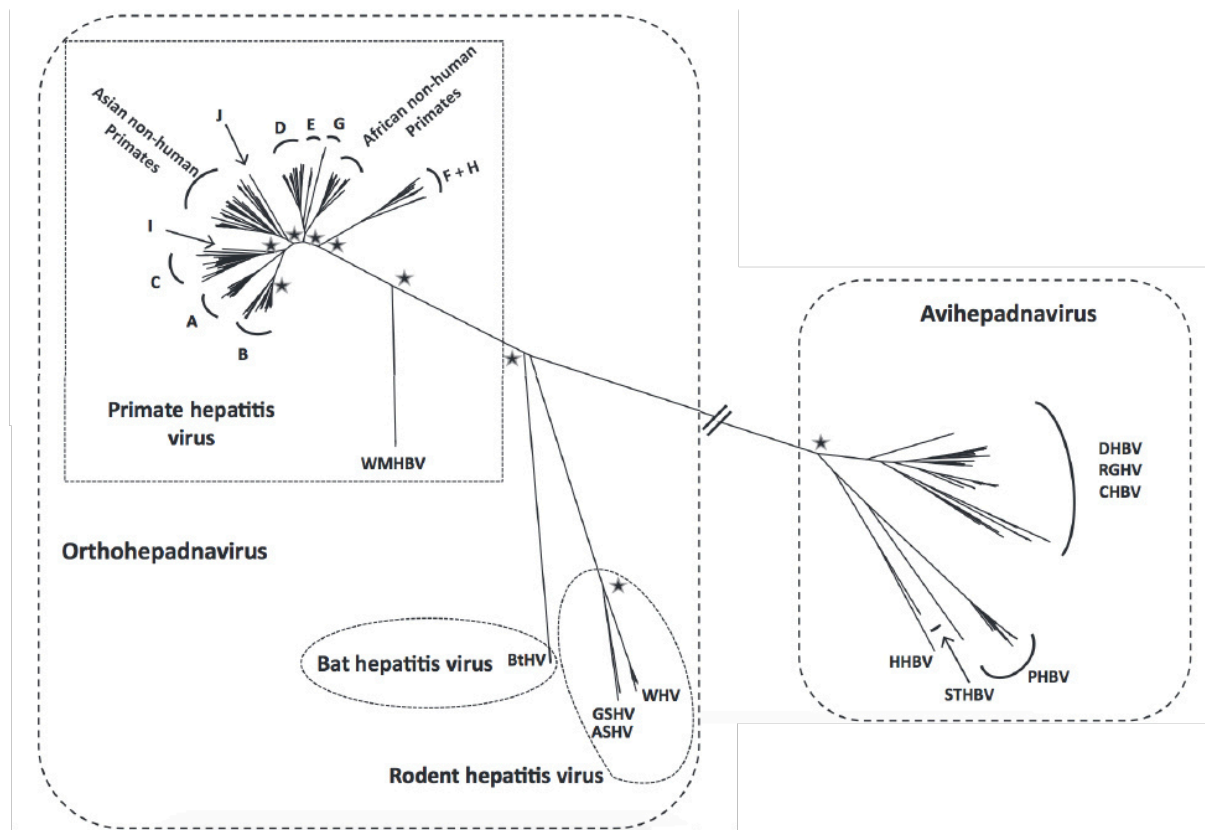 Asian non-human
Primates
J
D
E
G
African non-human
Primates
F + H
I
C
A
B
Primate hepatitis
virus
WMHBV
Orthohepadnavirus
Bat hepatitis virus
BtHV
WHV
GSHV
ASHV
Rodent hepatitis virus
Avihepadnavirus
DHBV
RGHV
CHBV
HHBV
STHBV
PHBV